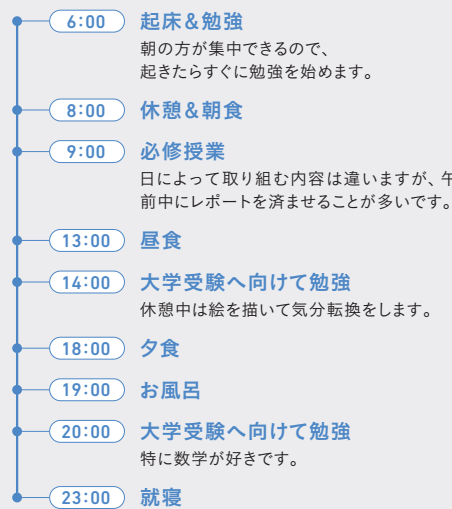 6:00 起床&勉強
朝の方が集中できるので、
起きたらすぐに勉強を始めます。
8:00 休憩&朝食
9:00 必修授業
日によって取り組む内容は違いますが、午
前中にレポートを済ませることが多いです。
13:00 昼食
14:00 大学受験へ向けて勉強
休憩中は絵を描いて気分転換をします。
18:00 夕食
19:00 お風呂
20:00 大学受験へ向けて勉強
特に数学が好きです。
23:00 就寝